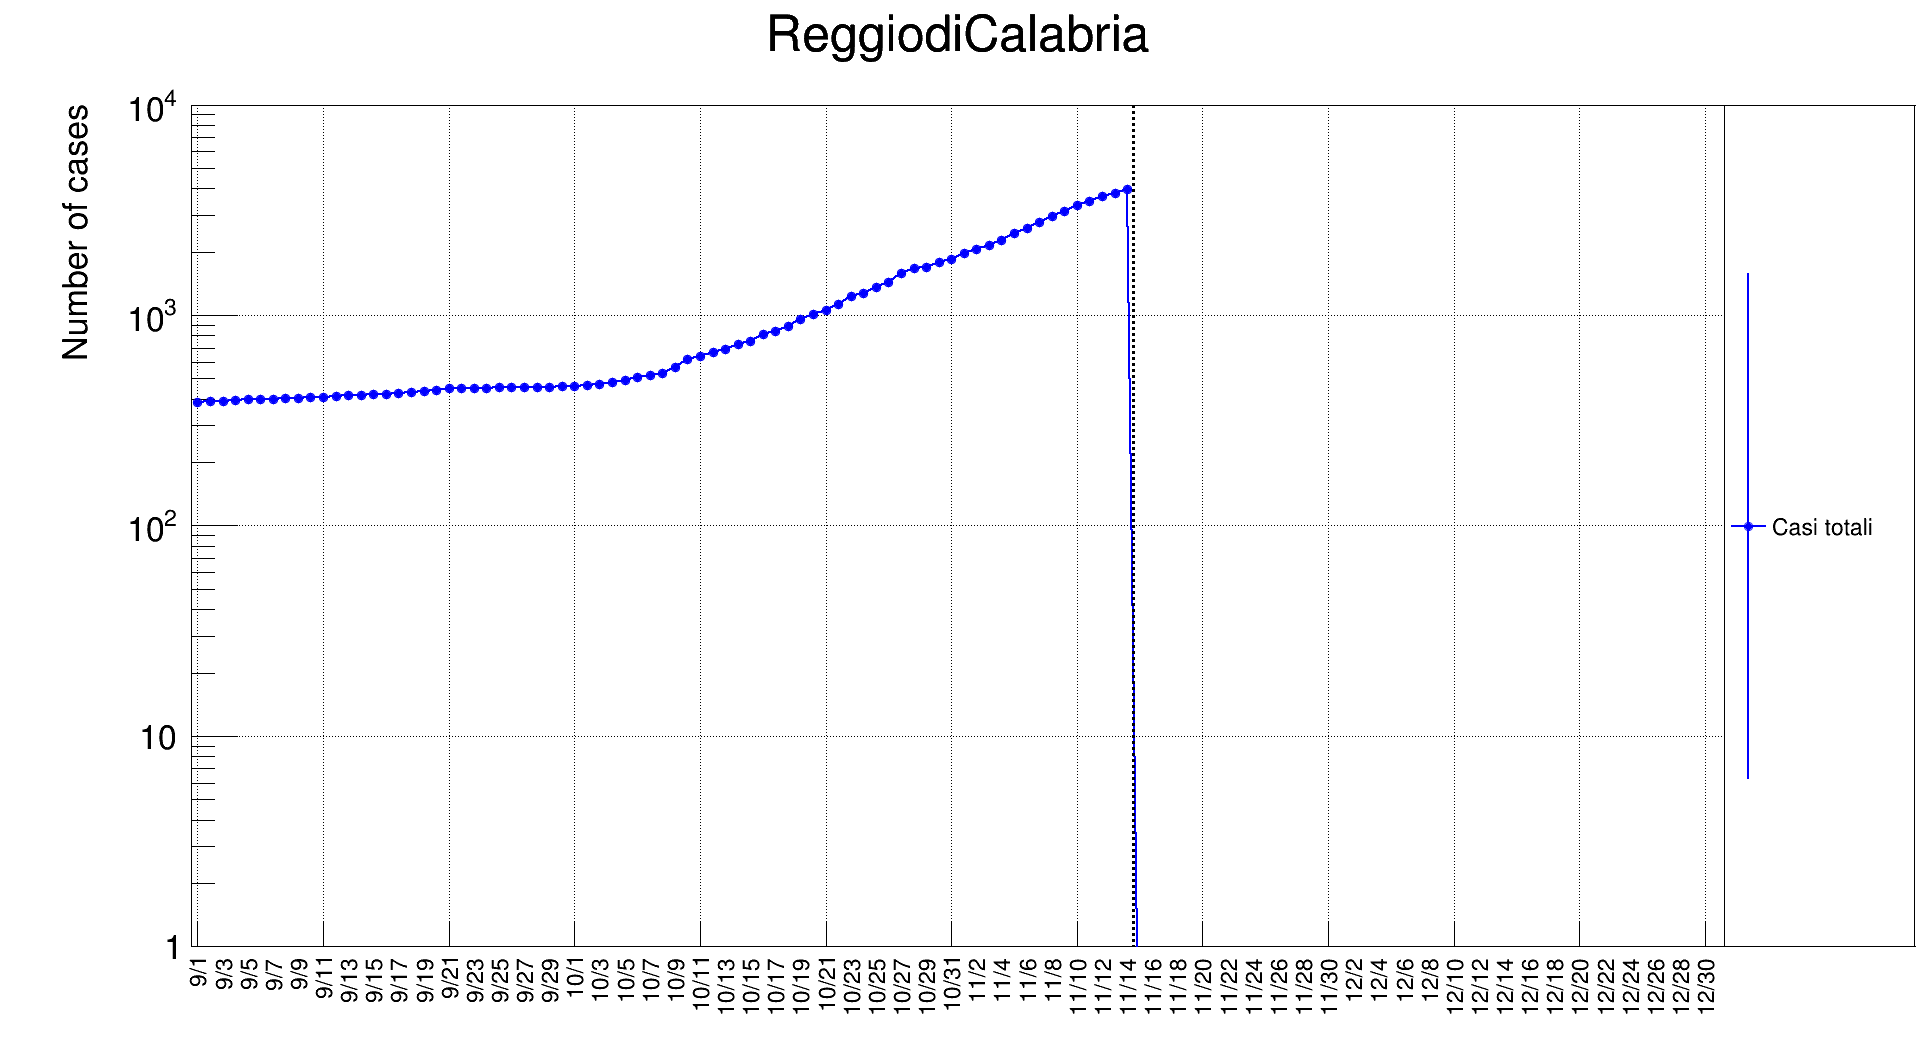 ReggiodiCalabria
Number of cases
10⁴
10³
10²
10
1
9/1 9/3 9/5 9/7 9/9 9/11 9/13 9/15 9/17 9/19 9/21 9/23 9/25 9/27 9/29 10/1 10/3 10/5 10/7 10/9 10/11 10/13 10/15 10/17 10/19 10/21 10/23 10/25 10/27 10/29 10/31 11/2 11/4 11/6 11/8 11/10 11/12 11/14 11/16 11/18 11/20 11/22 11/24 11/26 11/28 11/30 12/2 12/4 12/6 12/8 12/10 12/12 12/14 12/16 12/18 12/20 12/22 12/24 12/26 12/28 12/30
Casi totali